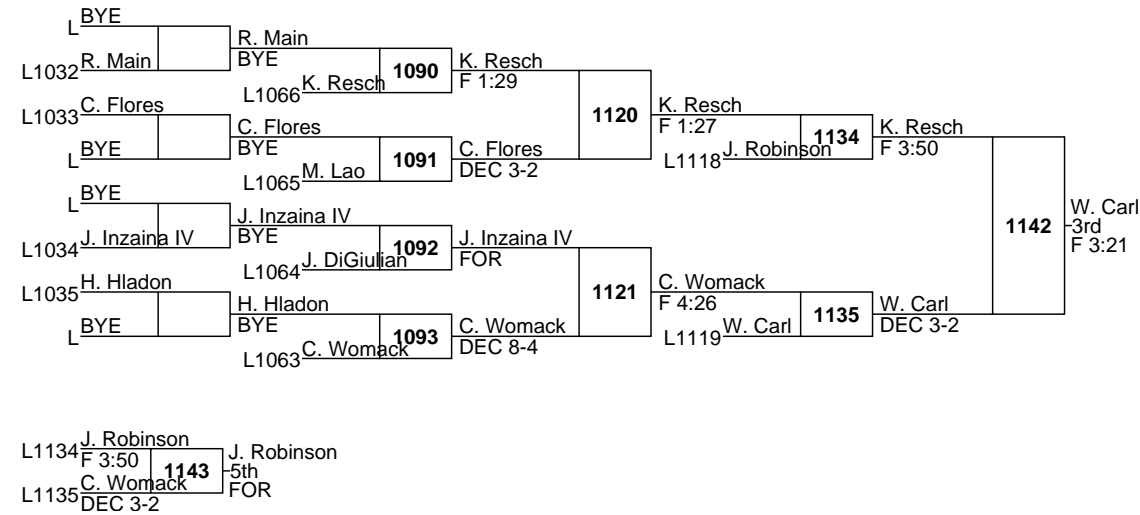 L BYE
L1032 R. Main
R. Main
BYE
L1066 K. Resch
1090
K. Resch
F 1:29
L1033 C. Flores
L BYE
C. Flores
BYE
L1065 M. Lao
1091
C. Flores
DEC 3-2
1120
K. Resch
F 1:27
L1118 J. Robinson
1134
K. Resch
F 3:50
L BYE
L1034 J. Inzaina IV
J. Inzaina IV
BYE
L1064 J. DiGiulian
1092
J. Inzaina IV
FOR
L1035 H. Hladon
L BYE
H. Hladon
BYE
L1063 C. Womack
1093
C. Womack
DEC 8-4
1121
C. Womack
F 4:26
L1119 W. Carl
1135
W. Carl
DEC 3-2
1142
W. Carl
3rd
F 3:21
L1134 J. Robinson
F 3:50
L1135 C. Womack
DEC 3-2
1143
J. Robinson
5th
FOR